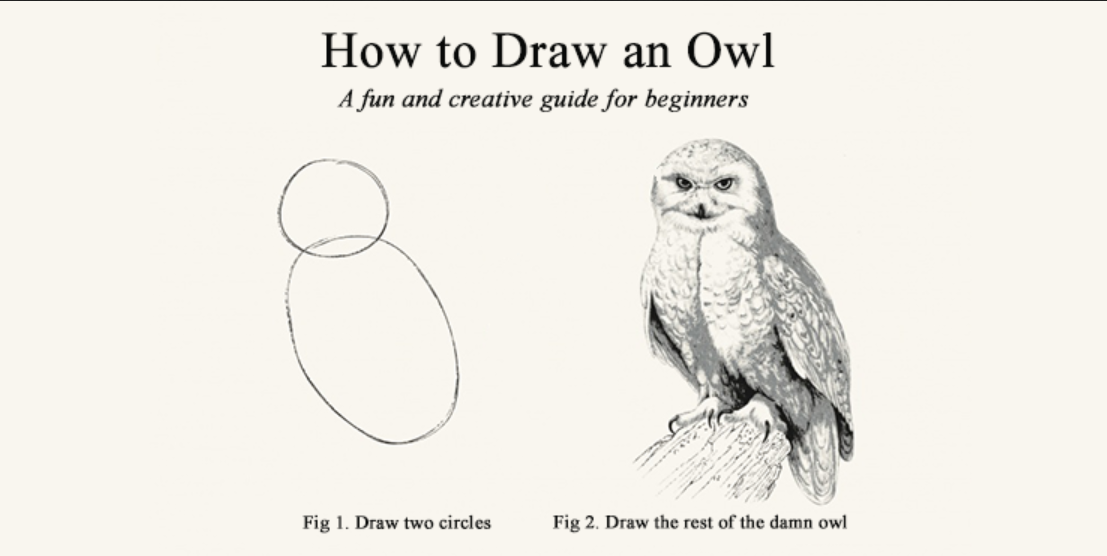 How to Draw an Owl
A fun and creative guide for beginners
Fig 1. Draw two circles
Fig 2. Draw the rest of the damn owl